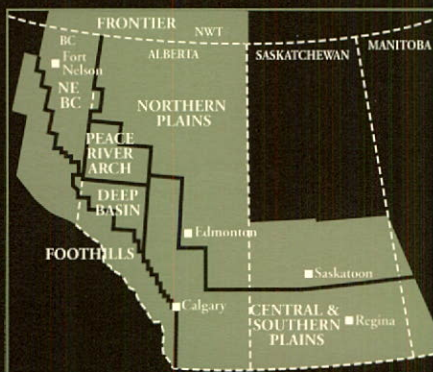 FRONTIER
NWT
BC
ALBERTA
SASKATCHEWAN
MANITOBA
Fort
Nelson
NE
BC
NORTHERN
PLAINS
PEACE
RIVER
ARCH
DEEP
BASIN
Edmonton
FOOTHILLS
Saskatoon
Calgary
CENTRAL &
SOUTHERN
PLAINS
Regina